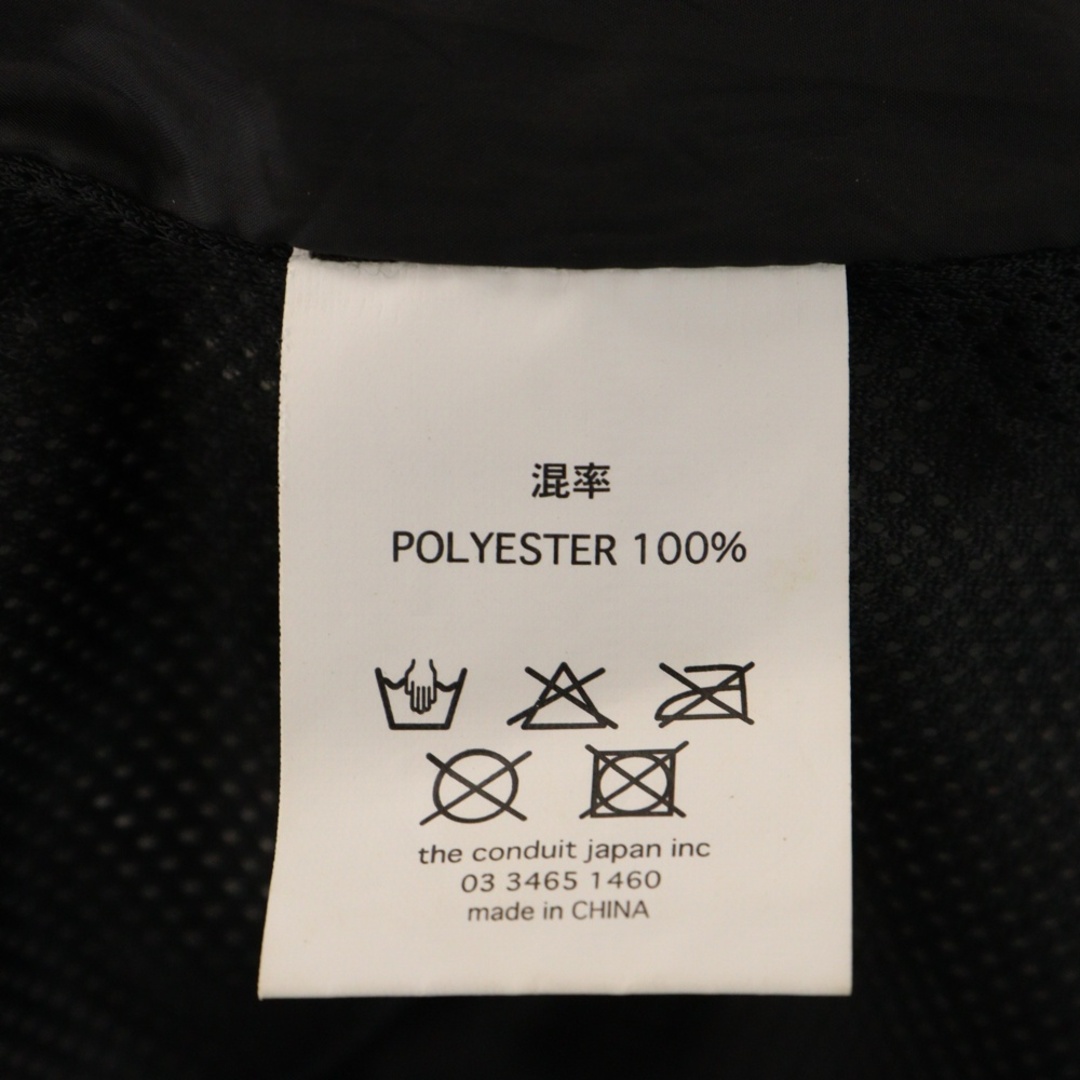 混率
POLYESTER 100%
the conduit japan inc
03 3465 1460
made in CHINA